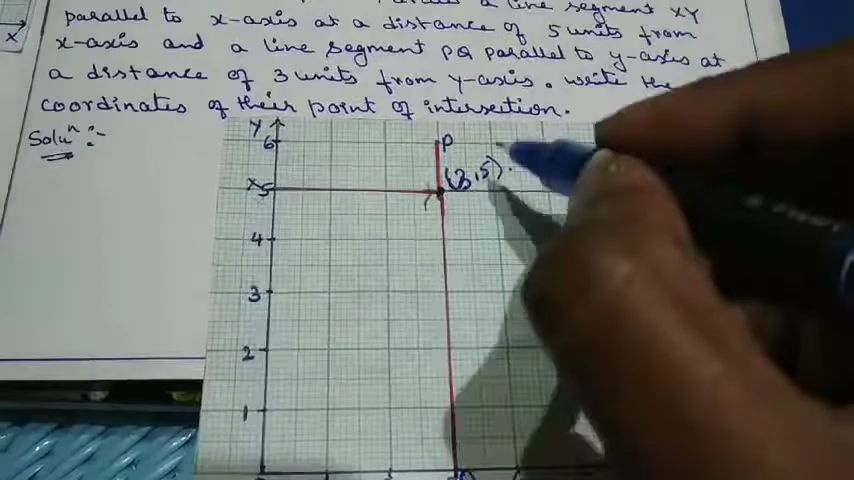 a line segment XY
parallel to x-axis at a distance of 5 units from
x-axis and a line segment PQ parallel to y-axis at
a distance of 3 units from y-axis. write the
coordinates of their point of intersection.
Soluⁿ :-
Y
6
P
X
5
(3,5).
4
3
2
1
X